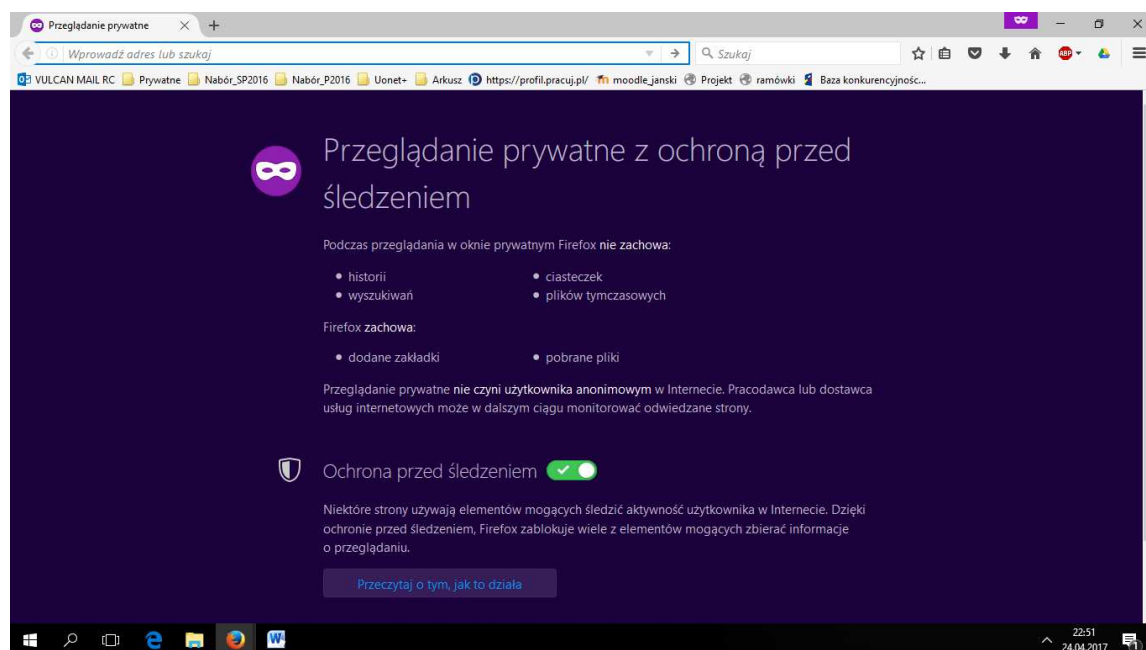 Przeglądanie prywatne
Wprowadź adres lub szukaj
Szukaj
ABP
VULCAN MAIL RC Prywatne Nabór_SP2016 Nabór_P2016 Uonet+ Arkusz https://profil.pracuj.pl/ moodle_janski Projekt ramówki Baza konkurencyjnośc...
Przeglądanie prywatne z ochroną przed
śledzeniem
Podczas przeglądania w oknie prywatnym Firefox nie zachowa:
• historii • ciasteczek
• wyszukiwań • plików tymczasowych
Firefox zachowa:
• dodane zakładki • pobrane pliki
Przeglądanie prywatne nie czyni użytkownika anonimowym w Internecie. Pracodawca lub dostawca
usług internetowych może w dalszym ciągu monitorować odwiedzane strony.
Ochrona przed śledzeniem
Niektóre strony używają elementów mogących śledzić aktywność użytkownika w Internecie. Dzięki
ochronie przed śledzeniem, Firefox zablokuje wiele z elementów mogących zbierać informacje
o przeglądaniu.
Przeczytaj o tym, jak to działa
22:51
24.04.2017